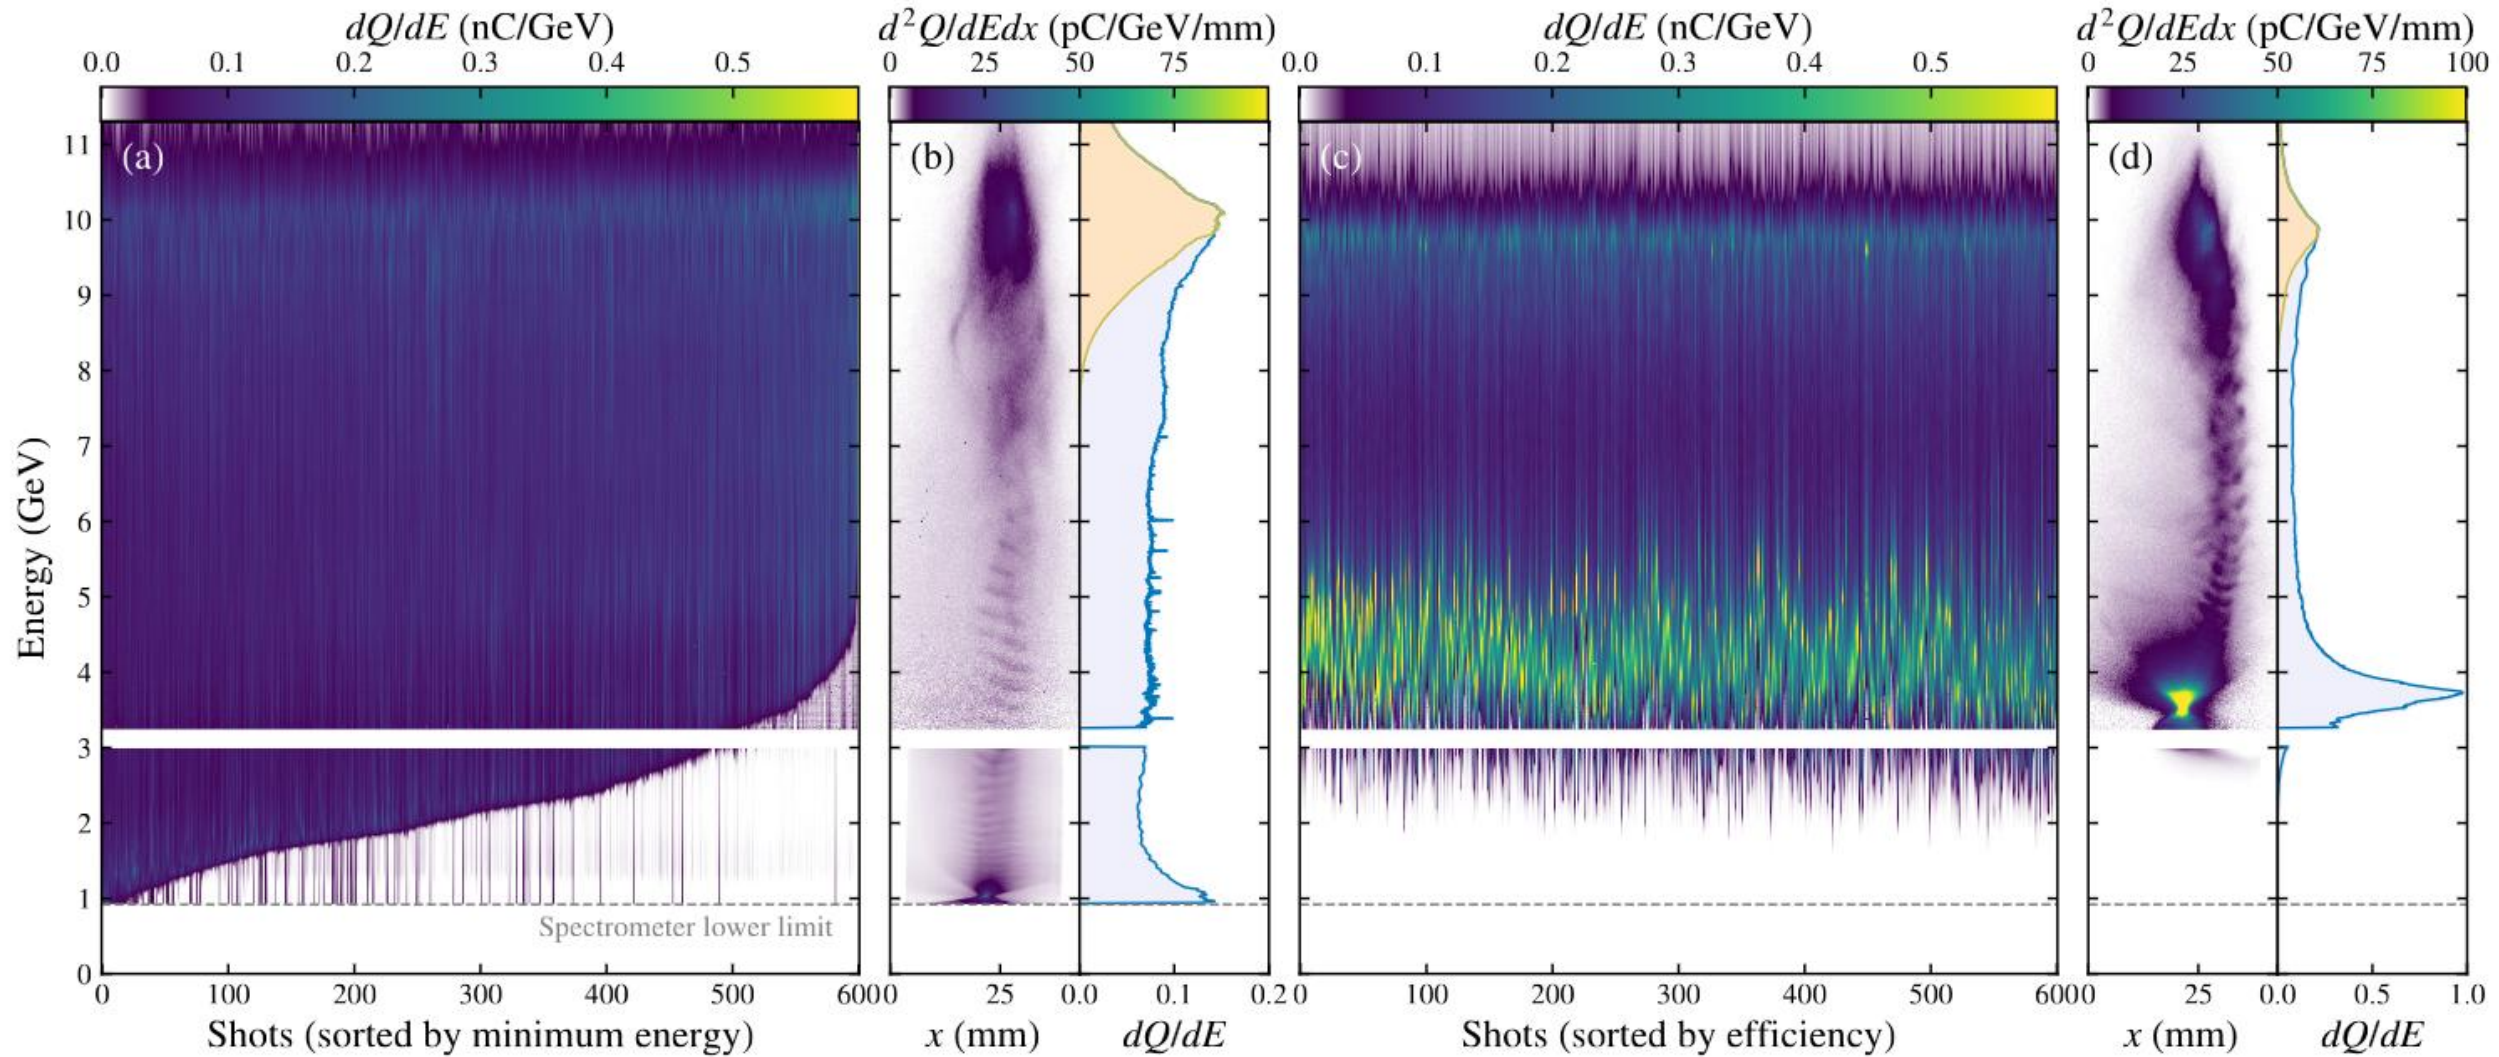 dQ/dE (nC/GeV)
d²Q/dEdx (pC/GeV/mm)
dQ/dE (nC/GeV)
d²Q/dEdx (pC/GeV/mm)
0.0 0.1 0.2 0.3 0.4 0.5
0 25 50 75
0.0 0.1 0.2 0.3 0.4 0.5
0 25 50 75 100
(a)
(b)
(c)
(d)
Energy (GeV)
11
10
9
8
7
6
5
4
3
2
1
0
Spectrometer lower limit
0 100 200 300 400 500 600
0 25
0.0 0.1 0.2
0 100 200 300 400 500 600
0 25
0.0 0.5 1.0
Shots (sorted by minimum energy)
x (mm)
dQ/dE
Shots (sorted by efficiency)
x (mm)
dQ/dE